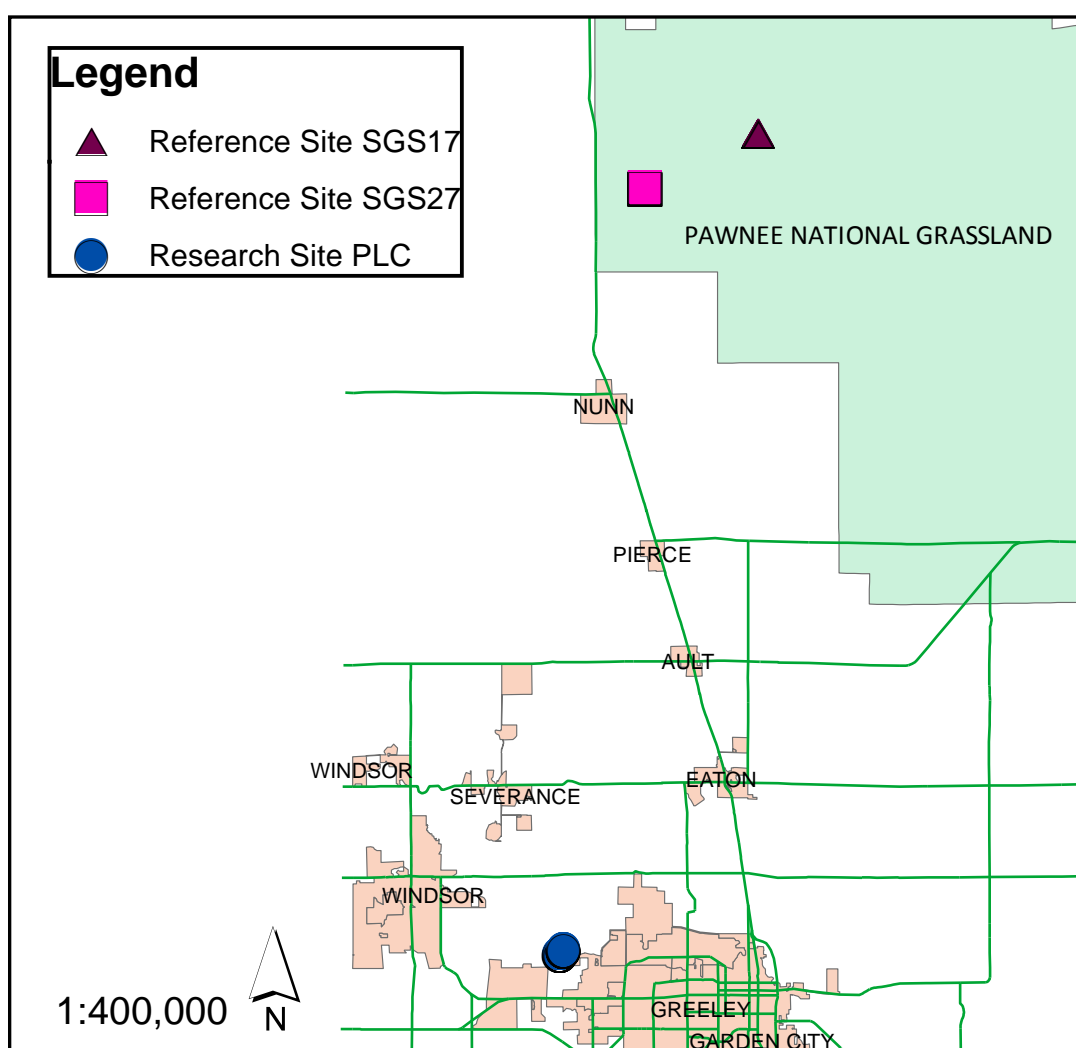 Legend
Reference Site SGS17
Reference Site SGS27
Research Site PLC
PAWNEE NATIONAL GRASSLAND
NUNN
PIERCE
AULT
WINDSOR
EATON
SEVERANCE
WINDSOR
1:400,000
N
GREELEY
GARDEN CITY